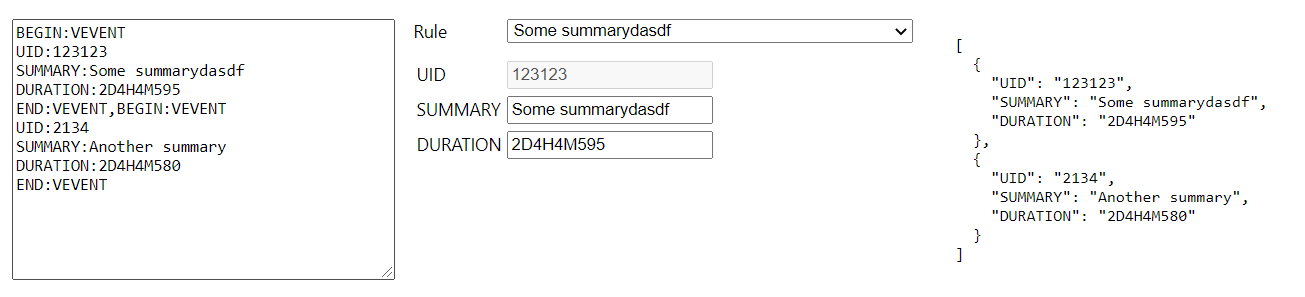 BEGIN:VEVENT
UID:123123
SUMMARY:Some summarydasdf
DURATION:2D4H4M595
END:VEVENT,BEGIN:VEVENT
UID:2134
SUMMARY:Another summary
DURATION:2D4H4M580
END:VEVENT
Rule Some summarydasdf
UID 123123
SUMMARY Some summarydasdf
DURATION 2D4H4M595
[
{
"UID": "123123",
"SUMMARY": "Some summarydasdf",
"DURATION": "2D4H4M595"
},
{
"UID": "2134",
"SUMMARY": "Another summary",
"DURATION": "2D4H4M580"
}
]